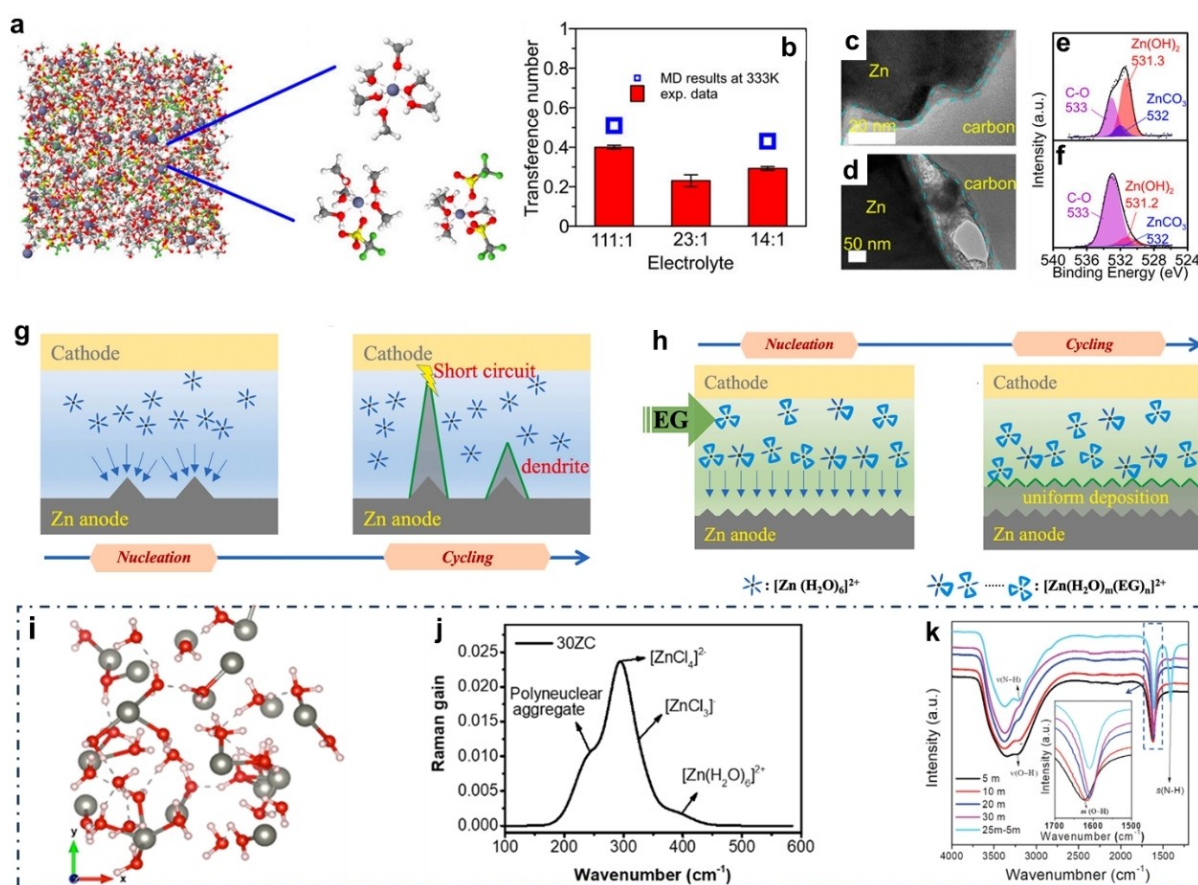 a
b
Transference number
1
0.8
0.6
0.4
0.2
0
MD results at 333K
exp. data
111:1
23:1
14:1
Electrolyte
c
Zn
20 nm
carbon
d
Zn
carbon
50 nm
e
Zn(OH)2
531.3
C-O
533
ZnCO3
532
f
Zn(OH)2
531.2
C-O
533
ZnCO3
532
Intensity (a.u.)
540 536 532 528 524
Binding Energy (eV)
g
Cathode
Zn anode
Cathode
Short circuit
dendrite
Zn anode
Nucleation
Cycling
h
Nucleation
Cycling
EG
Cathode
Zn anode
Cathode
uniform deposition
Zn anode
: [Zn (H2O)6]2+
...... : [Zn(H2O)m(EG)n]2+
i
y
x
j
30ZC
[ZnCl4]2-
Polyneuclear
aggregate
[ZnCl3]-
[Zn(H2O)6]2+
Raman gain
0.025
0.020
0.015
0.010
0.005
0.000
100 200 300 400 500 600
Wavenumber (cm-1)
k
Intensity (a.u.)
ν(N-H)
ν(O-H)
5 m
10 m
20 m
30 m
25m-5m
Intensity (a.u.)
(O-H)
1700 1600 1500
Wavenumber (cm-1)
(N-H)
4000 3500 3000 2500 2000 1500
Wavenumbner (cm-1)